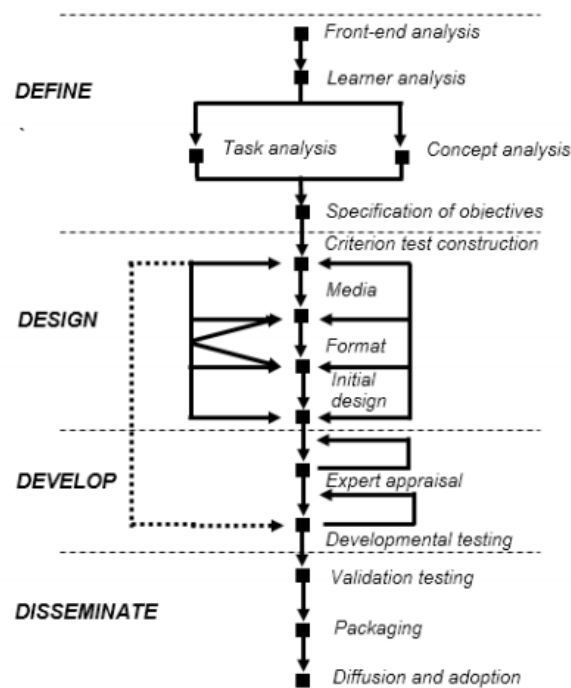 Front-end analysis
Learner analysis
DEFINE
Task analysis
Concept analysis
Specification of objectives
Criterion test construction
Media
DESIGN
Format
Initial
design
DEVELOP
Expert appraisal
Developmental testing
Validation testing
DISSEMINATE
Packaging
Diffusion and adoption